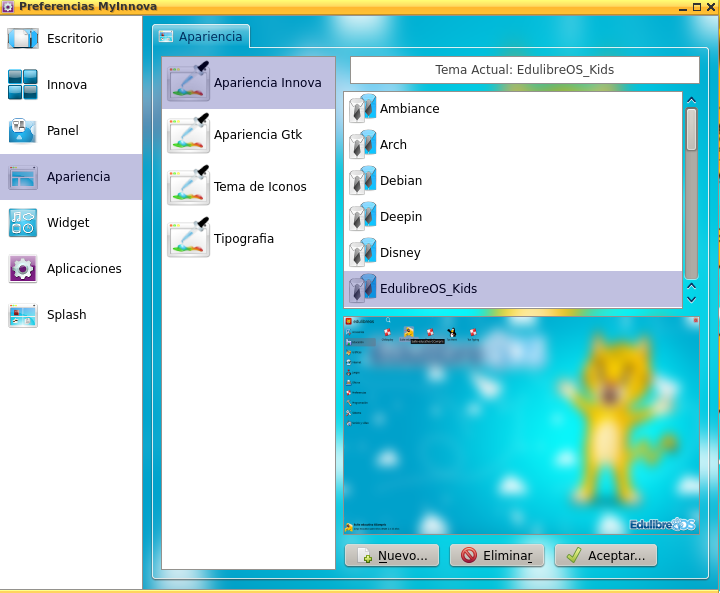 Preferencias MyInnova
Escritorio
Innova
Panel
Apariencia
Widget
Aplicaciones
Splash
Apariencia
Apariencia Innova
Apariencia Gtk
Tema de Iconos
Tipografia
Tema Actual: EdulibreOS_Kids
Ambiance
Arch
Debian
Deepin
Disney
EdulibreOS_Kids
EdulibreOS
Nuevo...
Eliminar
Aceptar...